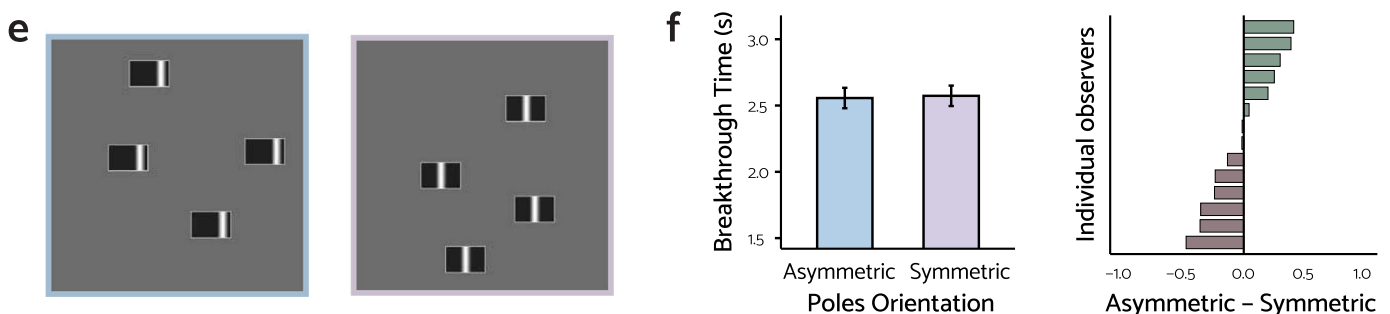 e
f
Breakthrough Time (s)
3.0
2.5
2.0
1.5
Asymmetric Symmetric
Poles Orientation
Individual observers
−1.0 −0.5 0.0 0.5 1.0
Asymmetric – Symmetric